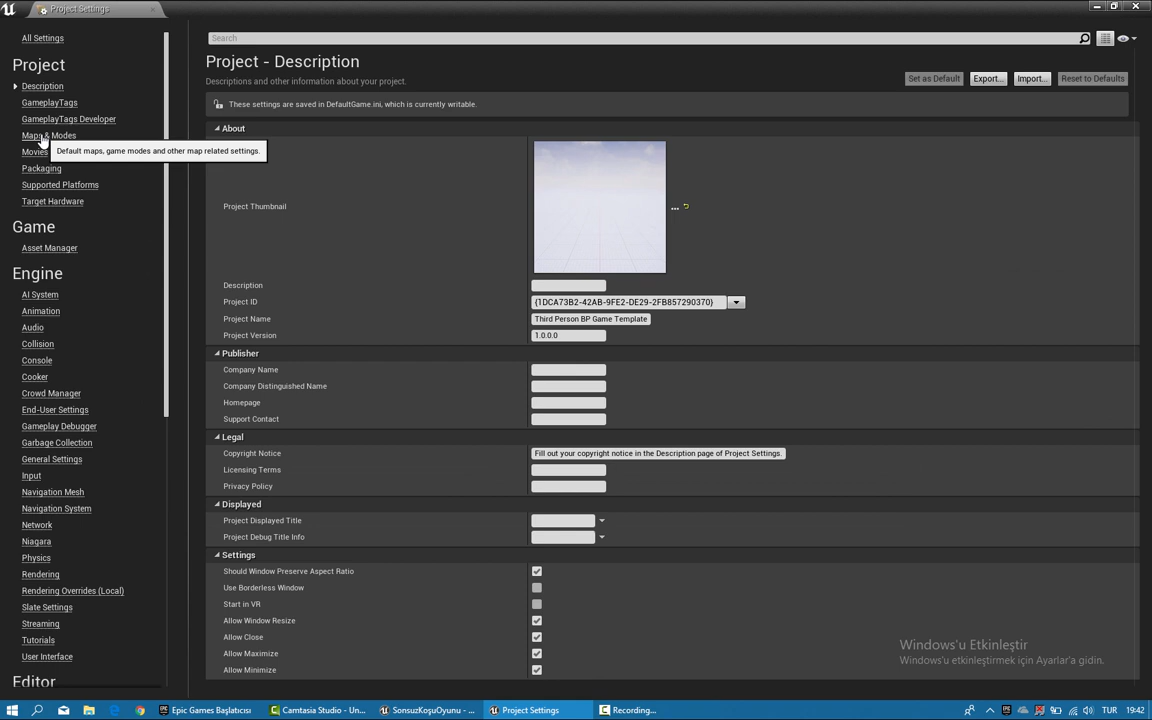 Project Settings
All Settings
Project
Description
GameplayTags
GameplayTags Developer
Maps & Modes
Movies
Packaging
Supported Platforms
Target Hardware
Game
Asset Manager
Engine
AI System
Animation
Audio
Collision
Console
Cooker
Crowd Manager
End-User Settings
Gameplay Debugger
Garbage Collection
General Settings
Input
Navigation Mesh
Navigation System
Network
Niagara
Physics
Rendering
Rendering Overrides (Local)
Slate Settings
Streaming
Tutorials
User Interface
Editor
Default maps, game modes and other map related settings.
Search
Project - Description
Descriptions and other information about your project.
Set as Default Export... Import... Reset to Defaults
These settings are saved in DefaultGame.ini, which is currently writable.
About
Project Thumbnail
Description
Project ID {1DCA73B2-42AB-9FE2-DE29-2FB857290370}
Project Name Third Person BP Game Template
Project Version 1.0.0.0
Publisher
Company Name
Company Distinguished Name
Homepage
Support Contact
Legal
Copyright Notice Fill out your copyright notice in the Description page of Project Settings.
Licensing Terms
Privacy Policy
Displayed
Project Displayed Title
Project Debug Title Info
Settings
Should Window Preserve Aspect Ratio
Use Borderless Window
Start in VR
Allow Window Resize
Allow Close
Allow Maximize
Allow Minimize
Windows'u Etkinleştir
Windows'u etkinleştirmek için Ayarlar'a gidin.
Epic Games Başlatıcısı Camtasia Studio - Un... SonsuzKoşuOyunu - ... Project Settings Recording... TUR 19:42